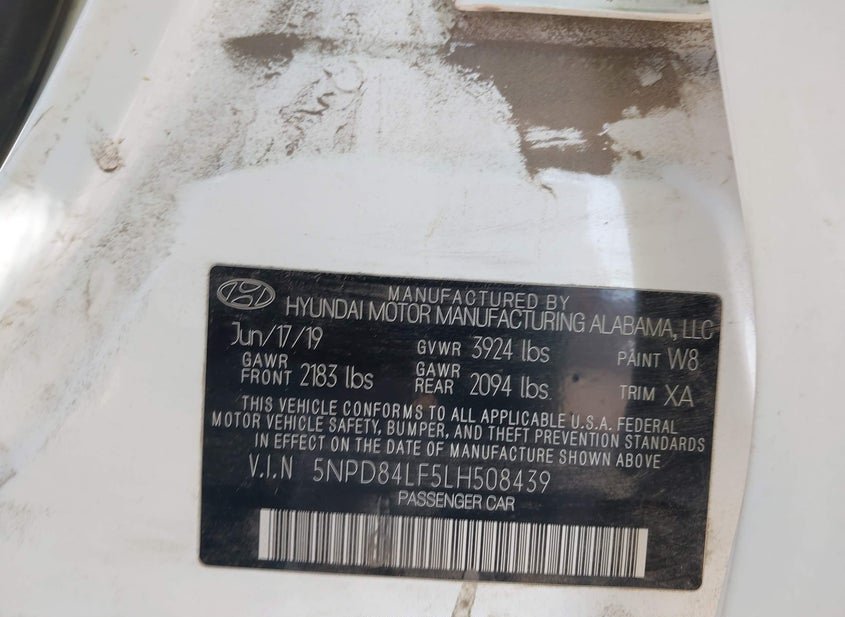 MANUFACTURED BY
HYUNDAI MOTOR MANUFACTURING ALABAMA, LLC
Jun/17/19 GVWR 3924 lbs PAINT W8
GAWR FRONT 2183 lbs GAWR REAR 2094 lbs. TRIM XA
THIS VEHICLE CONFORMS TO ALL APPLICABLE U.S.A. FEDERAL
MOTOR VEHICLE SAFETY, BUMPER, AND THEFT PREVENTION STANDARDS
IN EFFECT ON THE DATE OF MANUFACTURE SHOWN ABOVE
V.I.N 5NPD84LF5LH508439
PASSENGER CAR